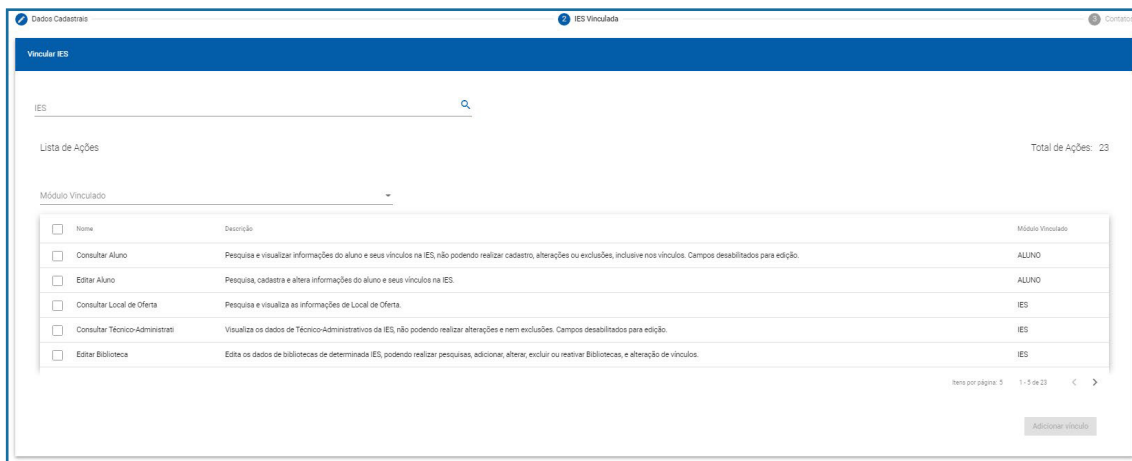 Dados Cadastrais 2 IES Vinculada 3 Contatos
Vincular IES
IES
Lista de Ações Total de Ações: 23
Módulo Vinculado
Nome Descrição Módulo Vinculado
Consultar Aluno Pesquisa e visualizar informações do aluno e seus vínculos na IES, não podendo realizar cadastro, alterações ou exclusões, inclusive nos vínculos. Campos desabilitados para edição. ALUNO
Editar Aluno Pesquisa, cadastra e altera informações do aluno e seus vínculos na IES. ALUNO
Consultar Local de Oferta Pesquisa e visualiza as informações de Local de Oferta. IES
Consultar Técnico-Administrati Visualiza os dados de Técnico-Administrativos da IES, não podendo realizar alterações e nem exclusões. Campos desabilitados para edição. IES
Editar Biblioteca Edita os dados de bibliotecas de determinada IES, podendo realizar pesquisas, adicionar, alterar, excluir ou reativar Bibliotecas, e alteração de vínculos. IES
Itens por página: 5 1 - 5 de 23
Adicionar vínculo